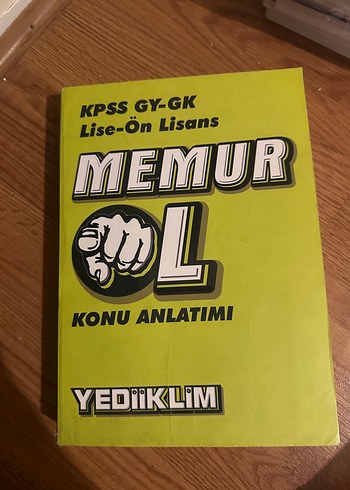 KPSS GY-GK
Lise-Ön Lisans
MEMUR
OL
KONU ANLATIMI
YEDİİKLİM